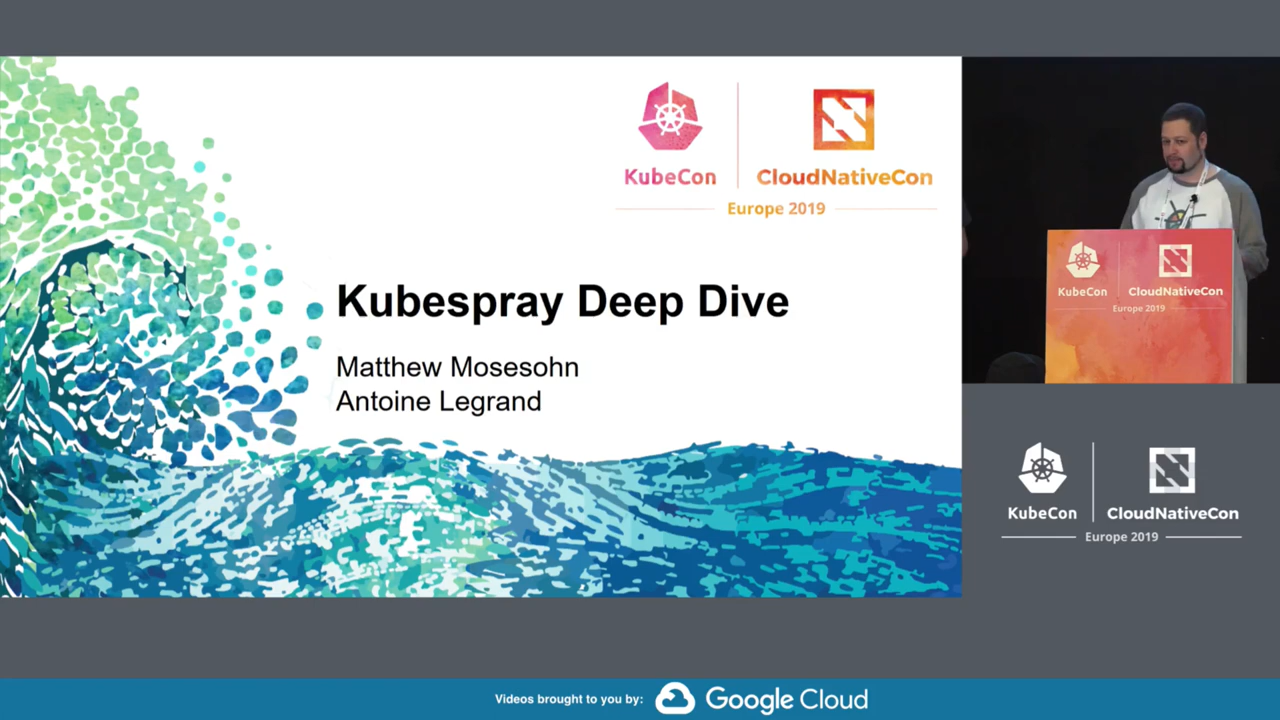 KubeCon
CloudNativeCon
Europe 2019
Kubespray Deep Dive
Matthew Mosesohn
Antoine Legrand
KubeCon
CloudNativeCon
Europe 2019
KubeCon
CloudNativeCon
Europe 2019
Videos brought to you by:
Google Cloud